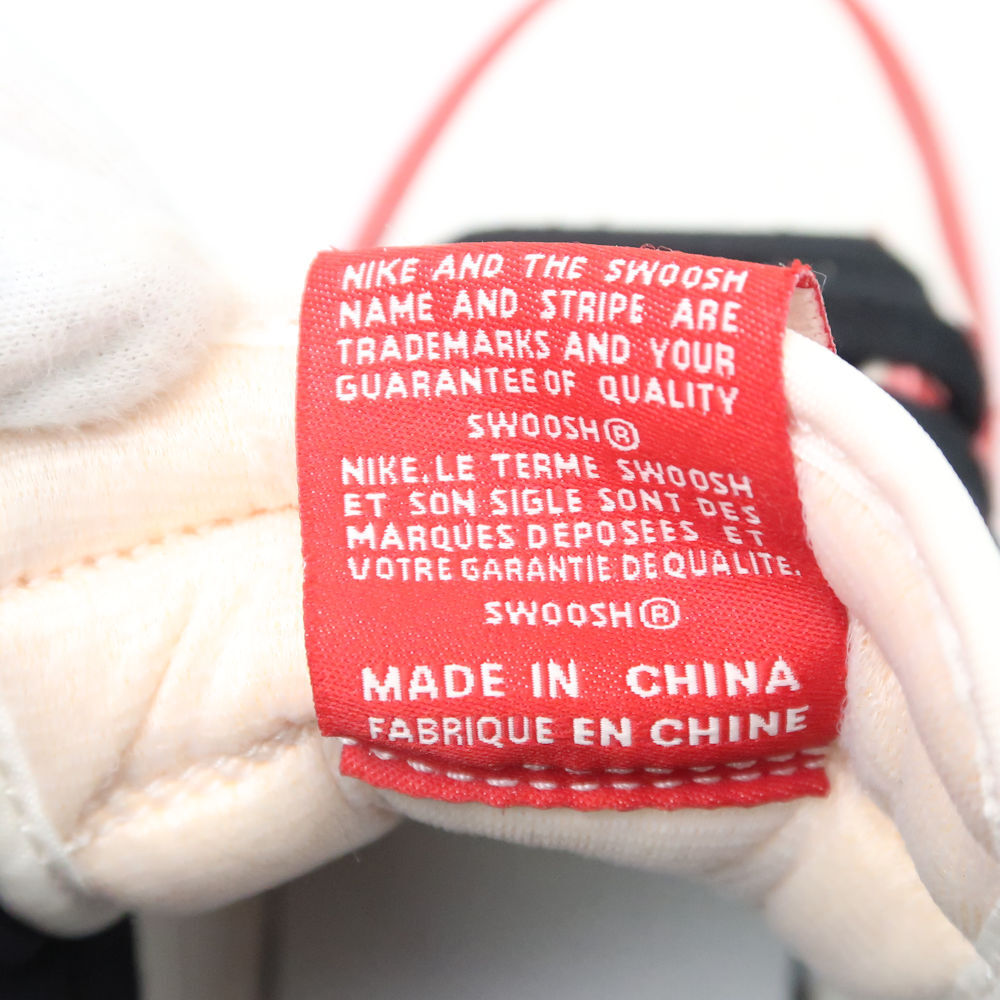 NIKE AND THE SWOOSH
NAME AND STRIPE ARE
TRADEMARKS AND YOUR
GUARANTEE OF QUALITY
SWOOSH®
NIKE, LE TERME SWOOSH
ET SON SIGLE SONT DES
MARQUES DEPOSEES ET
VOTRE GARANTIE DE QUALITE.
SWOOSH®
MADE IN CHINA
FABRIQUE EN CHINE